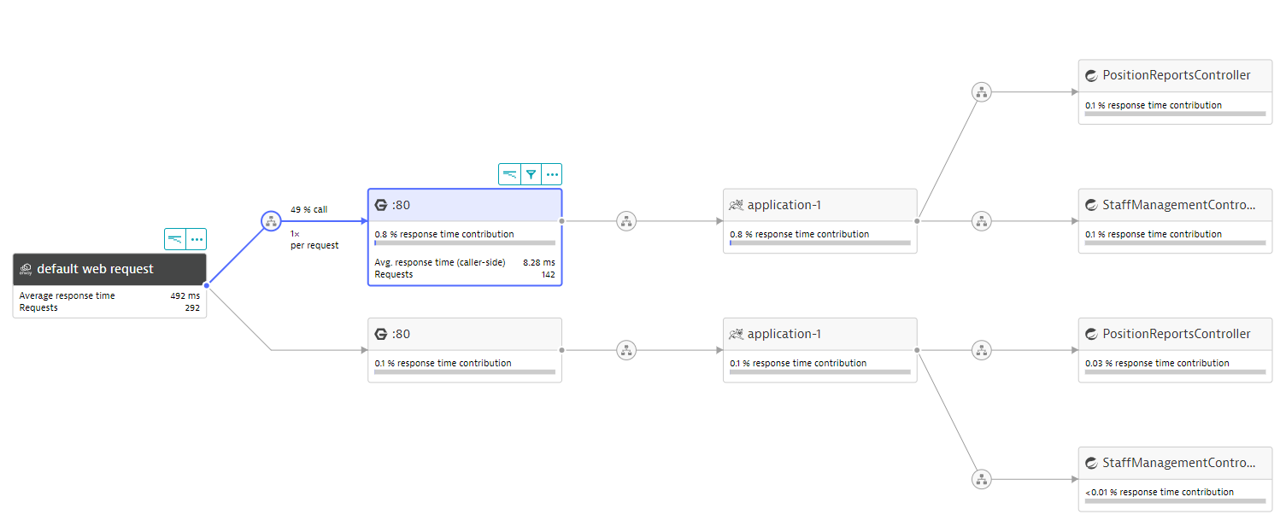 PositionReportsController
0.1 % response time contribution
49 % call
1x
per request
:80
0.8 % response time contribution
Avg. response time (caller-side) 8.28 ms
Requests 142
application-1
0.8 % response time contribution
StaffManagementContro...
0.1 % response time contribution
default web request
Average response time 492 ms
Requests 292
:80
0.1 % response time contribution
application-1
0.1 % response time contribution
PositionReportsController
0.03 % response time contribution
StaffManagementContro...
<0.01 % response time contribution